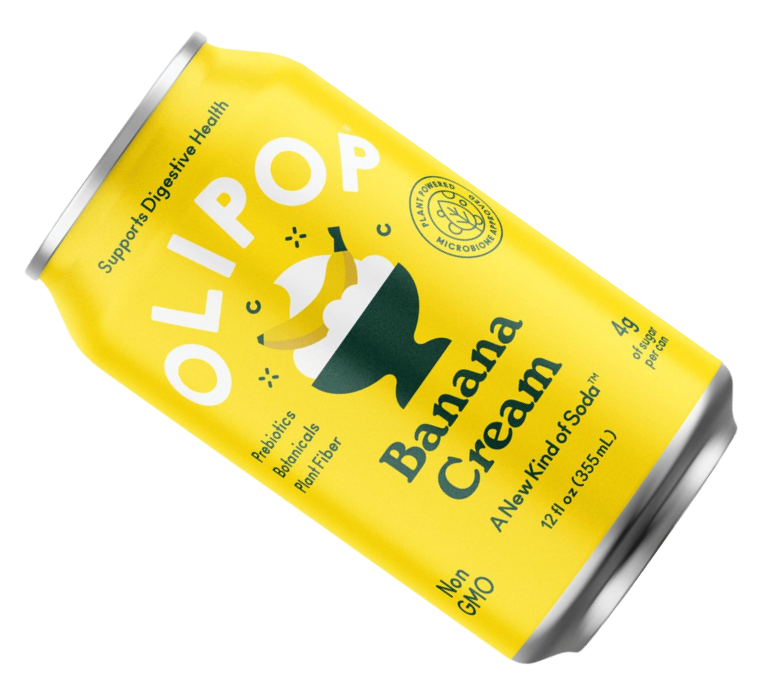 Supports Digestive Health
OLIPOP®
PLANT POWERED
MICROBIOME APPROVED
Prebiotics
Botanicals
Plant Fiber
Banana
Cream
4g
of sugar
per can
A New Kind of Soda™
12 fl oz (355 mL)
Non
GMO